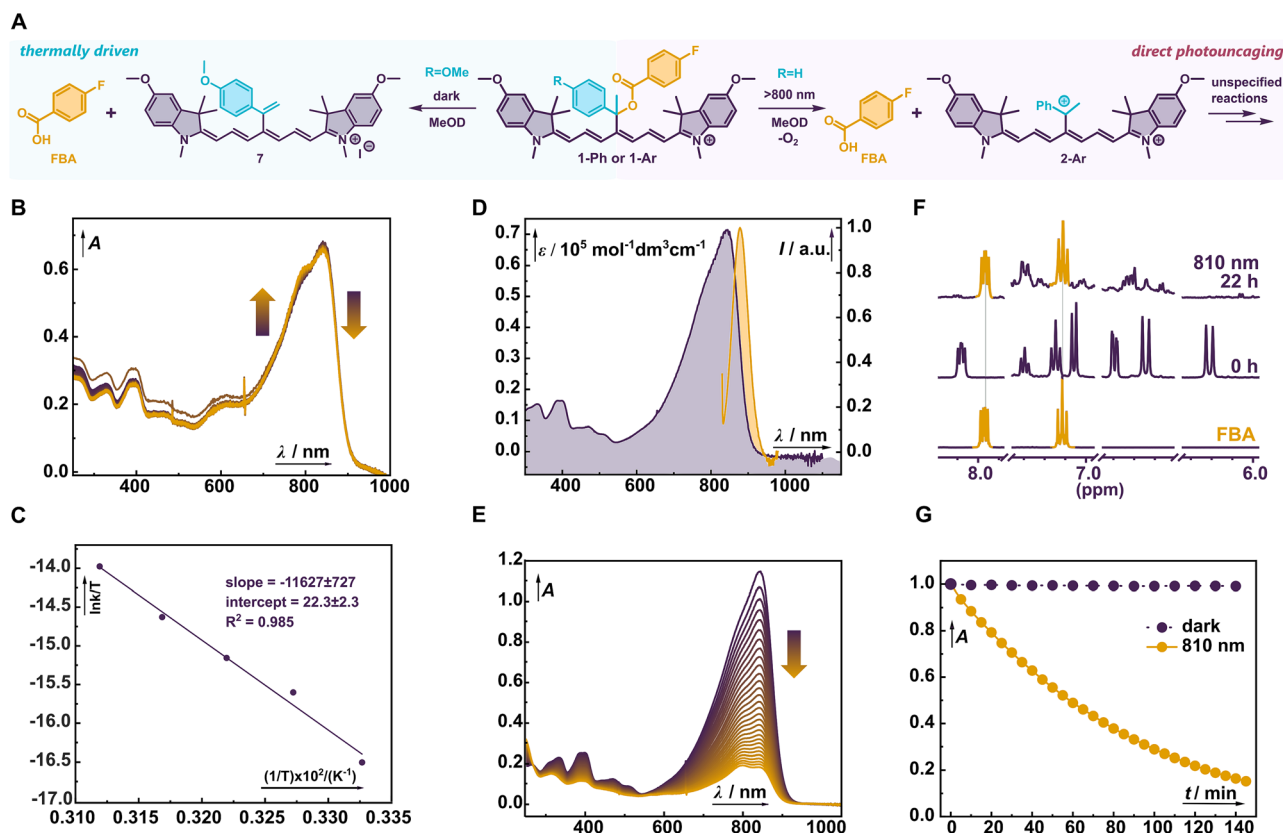 A
thermally driven
direct photouncaging
F
OH
FBA
+
O
N
N
⊕
I⊖
7
R=OMe
dark
MeOD
R
O
O
F
O
O
N
N
⊕
1-Ph or 1-Ar
R=H
>800 nm
MeOD
-O2
F
O
OH
FBA
+
O
Ph
⊕
O
N
N
⊕
2-Ar
unspecified
reactions
B
A
0.6
0.4
0.2
0.0
λ / nm
400 600 800 1000
C
lnk/T
-14.0
-14.5
-15.0
-15.5
-16.0
-16.5
-17.0
slope = -11627±727
intercept = 22.3±2.3
R2 = 0.985
(1/T)x10²/(K-1)
0.310 0.315 0.320 0.325 0.330 0.335
D
ε / 10⁵ mol-1dm3cm-1
I / a.u.
0.7
0.6
0.5
0.4
0.3
0.2
0.1
0.0
1.0
0.8
0.6
0.4
0.2
0.0
λ / nm
400 600 800 1000
E
A
1.2
1.0
0.8
0.6
0.4
0.2
0.0
λ / nm
400 600 800 1000
F
810 nm
22 h
0 h
FBA
8.0 7.0 6.0
(ppm)
G
1.0
0.8
0.6
0.4
0.2
0.0
A
dark
810 nm
t / min
0 20 40 60 80 100 120 140